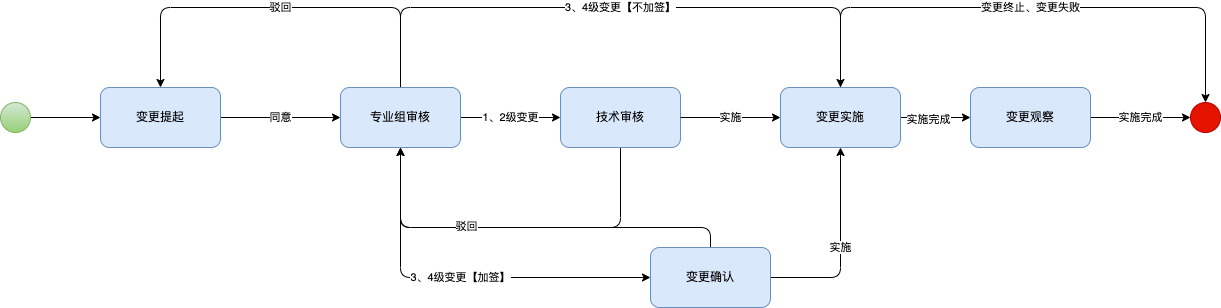 驳回
3、4级变更【不加签】
变更终止、变更失败
变更提起
同意
专业组审核
1、2级变更
技术审核
实施
变更实施
实施完成
变更观察
实施完成
驳回
实施
3、4级变更【加签】
变更确认